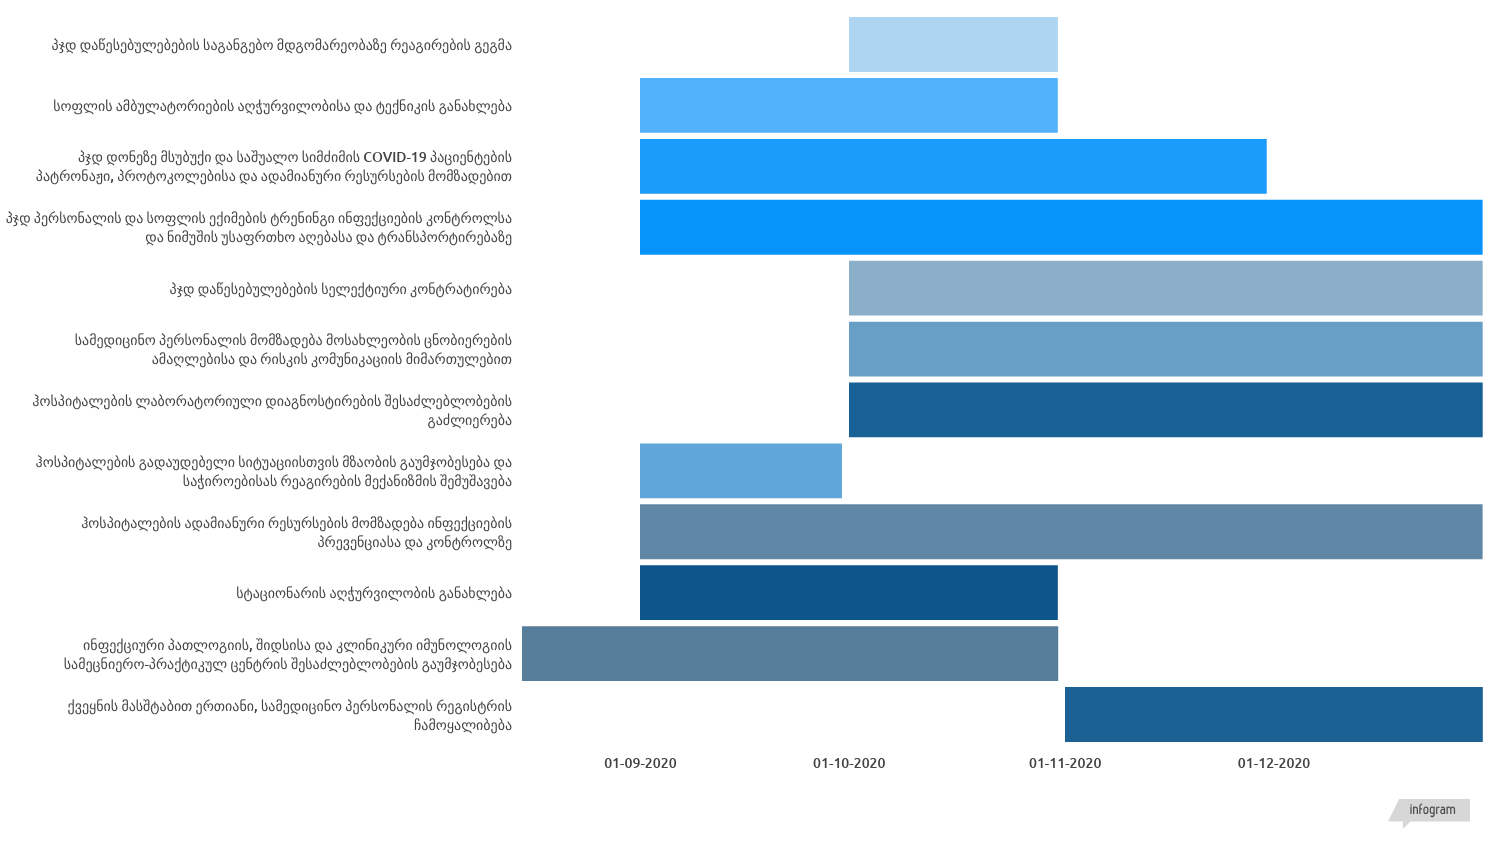 პჯდ დაწესებულებების საგანგებო მდგომარეობაზე რეაგირების გეგმა
სოფლის ამბულატორიების აღჭურვილობისა და ტექნიკის განახლება
პჯდ დონეზე მსუბუქი და საშუალო სიმძიმის COVID-19 პაციენტების
პატრონაჟი, პროტოკოლებისა და ადამიანური რესურსების მომზადებით
პჯდ პერსონალის და სოფლის ექიმების ტრენინგი ინფექციების კონტროლსა
და ნიმუშის უსაფრთხო აღებასა და ტრანსპორტირებაზე
პჯდ დაწესებულებების სელექტიური კონტრატირება
სამედიცინო პერსონალის მომზადება მოსახლეობის ცნობიერების
ამაღლებისა და რისკის კომუნიკაციის მიმართულებით
ჰოსპიტალების ლაბორატორიული დიაგნოსტირების შესაძლებლობების
გაძლიერება
ჰოსპიტალების გადაუდებელი სიტუაციისთვის მზაობის გაუმჯობესება და
საჭიროებისას რეაგირების მექანიზმის შემუშავება
ჰოსპიტალების ადამიანური რესურსების მომზადება ინფექციების
პრევენციასა და კონტროლზე
სტაციონარის აღჭურვილობის განახლება
ინფექციური პათლოგიის, შიდსისა და კლინიკური იმუნოლოგიის
სამეცნიერო-პრაქტიკულ ცენტრის შესაძლებლობების გაუმჯობესება
ქვეყნის მასშტაბით ერთიანი, სამედიცინო პერსონალის რეგისტრის
ჩამოყალიბება
01-09-2020 01-10-2020 01-11-2020 01-12-2020
infogram